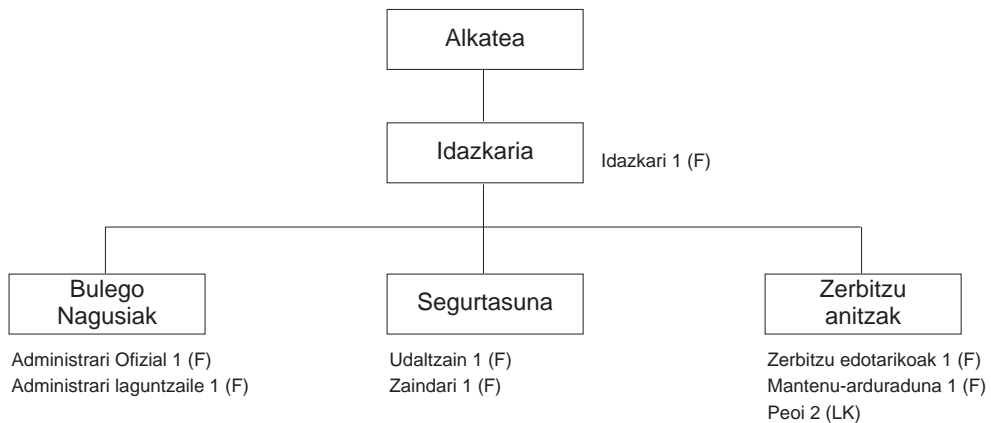 Alkatea
Idazkaria
Idazkari 1 (F)
Bulego
Nagusiak
Administrari Ofizial 1 (F)
Administrari laguntzaile 1 (F)
Segurtasuna
Udaltzain 1 (F)
Zaindari 1 (F)
Zerbitzu
anitzak
Zerbitzu edotarikoak 1 (F)
Mantenu-arduraduna 1 (F)
Peoi 2 (LK)